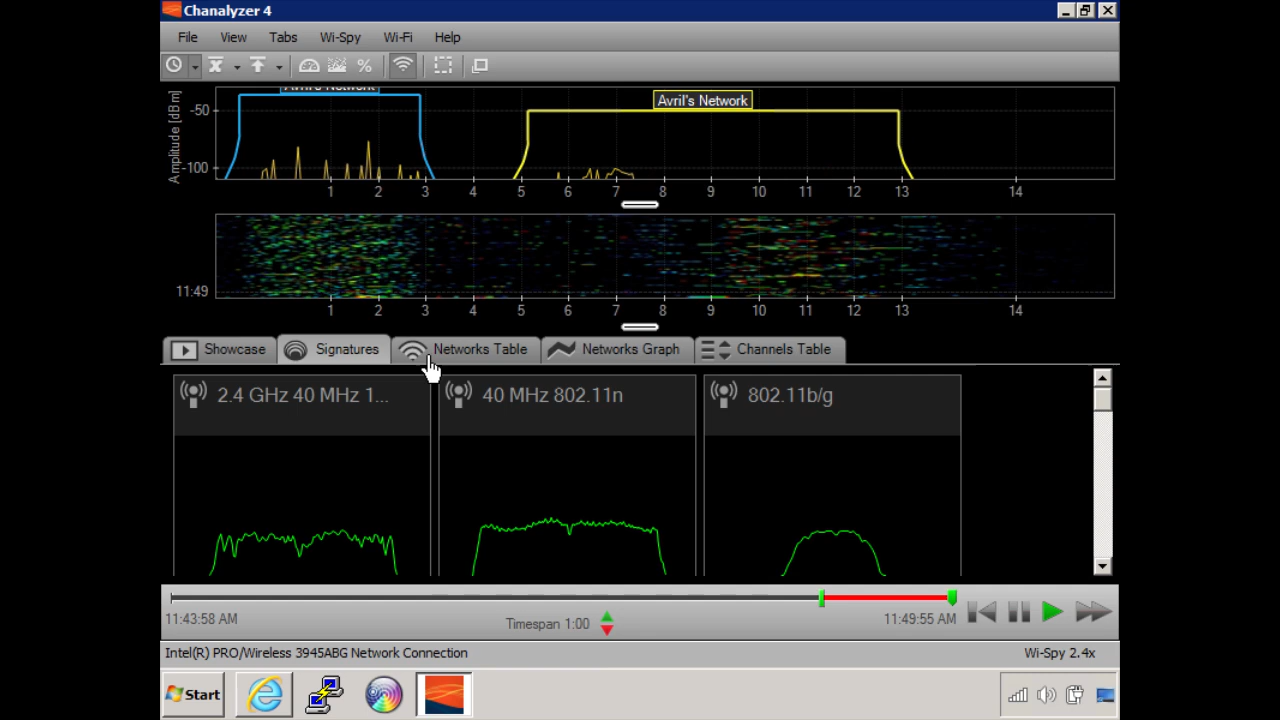 Chanalyzer 4
File View Tabs Wi-Spy Wi-Fi Help
%
Avril's Network
Avril's Network
Amplitude [dBm]
-50
-100
1 2 3 4 5 6 7 8 9 10 11 12 13 14
11:49
1 2 3 4 5 6 7 8 9 10 11 12 13 14
Showcase Signatures Networks Table Networks Graph Channels Table
2.4 GHz 40 MHz 1... 40 MHz 802.11n 802.11b/g
11:43:58 AM Timespan 1:00 11:49:55 AM
Intel(R) PRO/Wireless 3945ABG Network Connection Wi-Spy 2.4x
Start